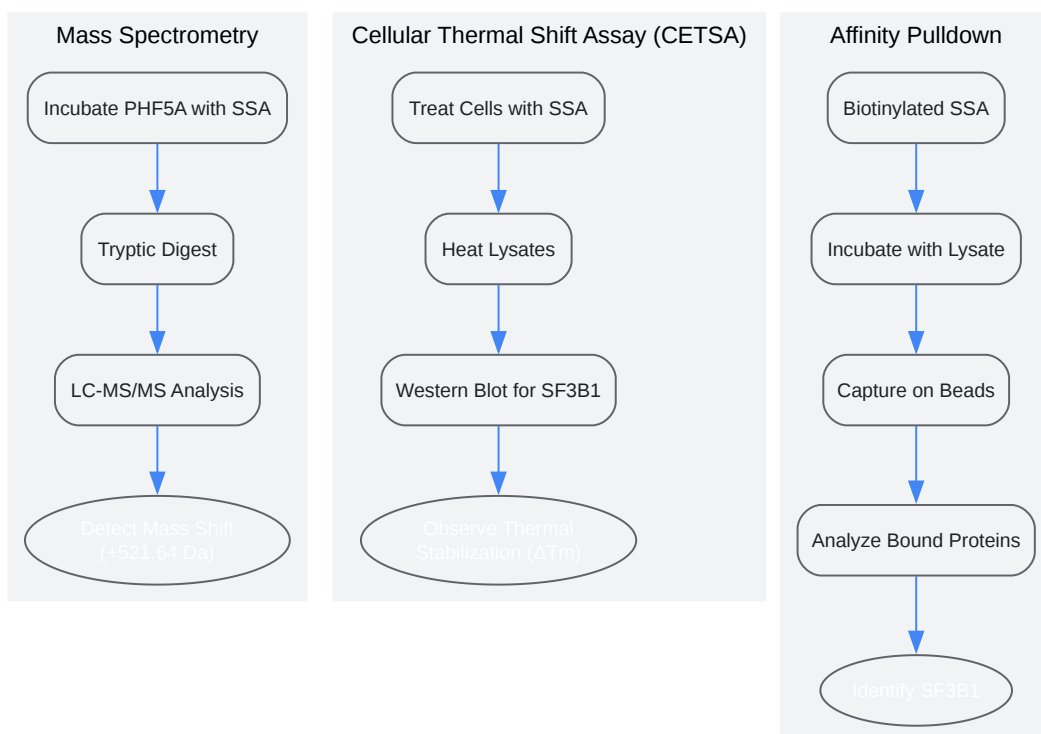 Mass Spectrometry
Incubate PHF5A with SSA
Tryptic Digest
LC-MS/MS Analysis
Detect Mass Shift
(+521.64 Da)
Cellular Thermal Shift Assay (CETSA)
Treat Cells with SSA
Heat Lysates
Western Blot for SF3B1
Observe Thermal
Stabilization (ΔTm)
Affinity Pulldown
Biotinylated SSA
Incubate with Lysate
Capture on Beads
Analyze Bound Proteins
Identify SF3B1